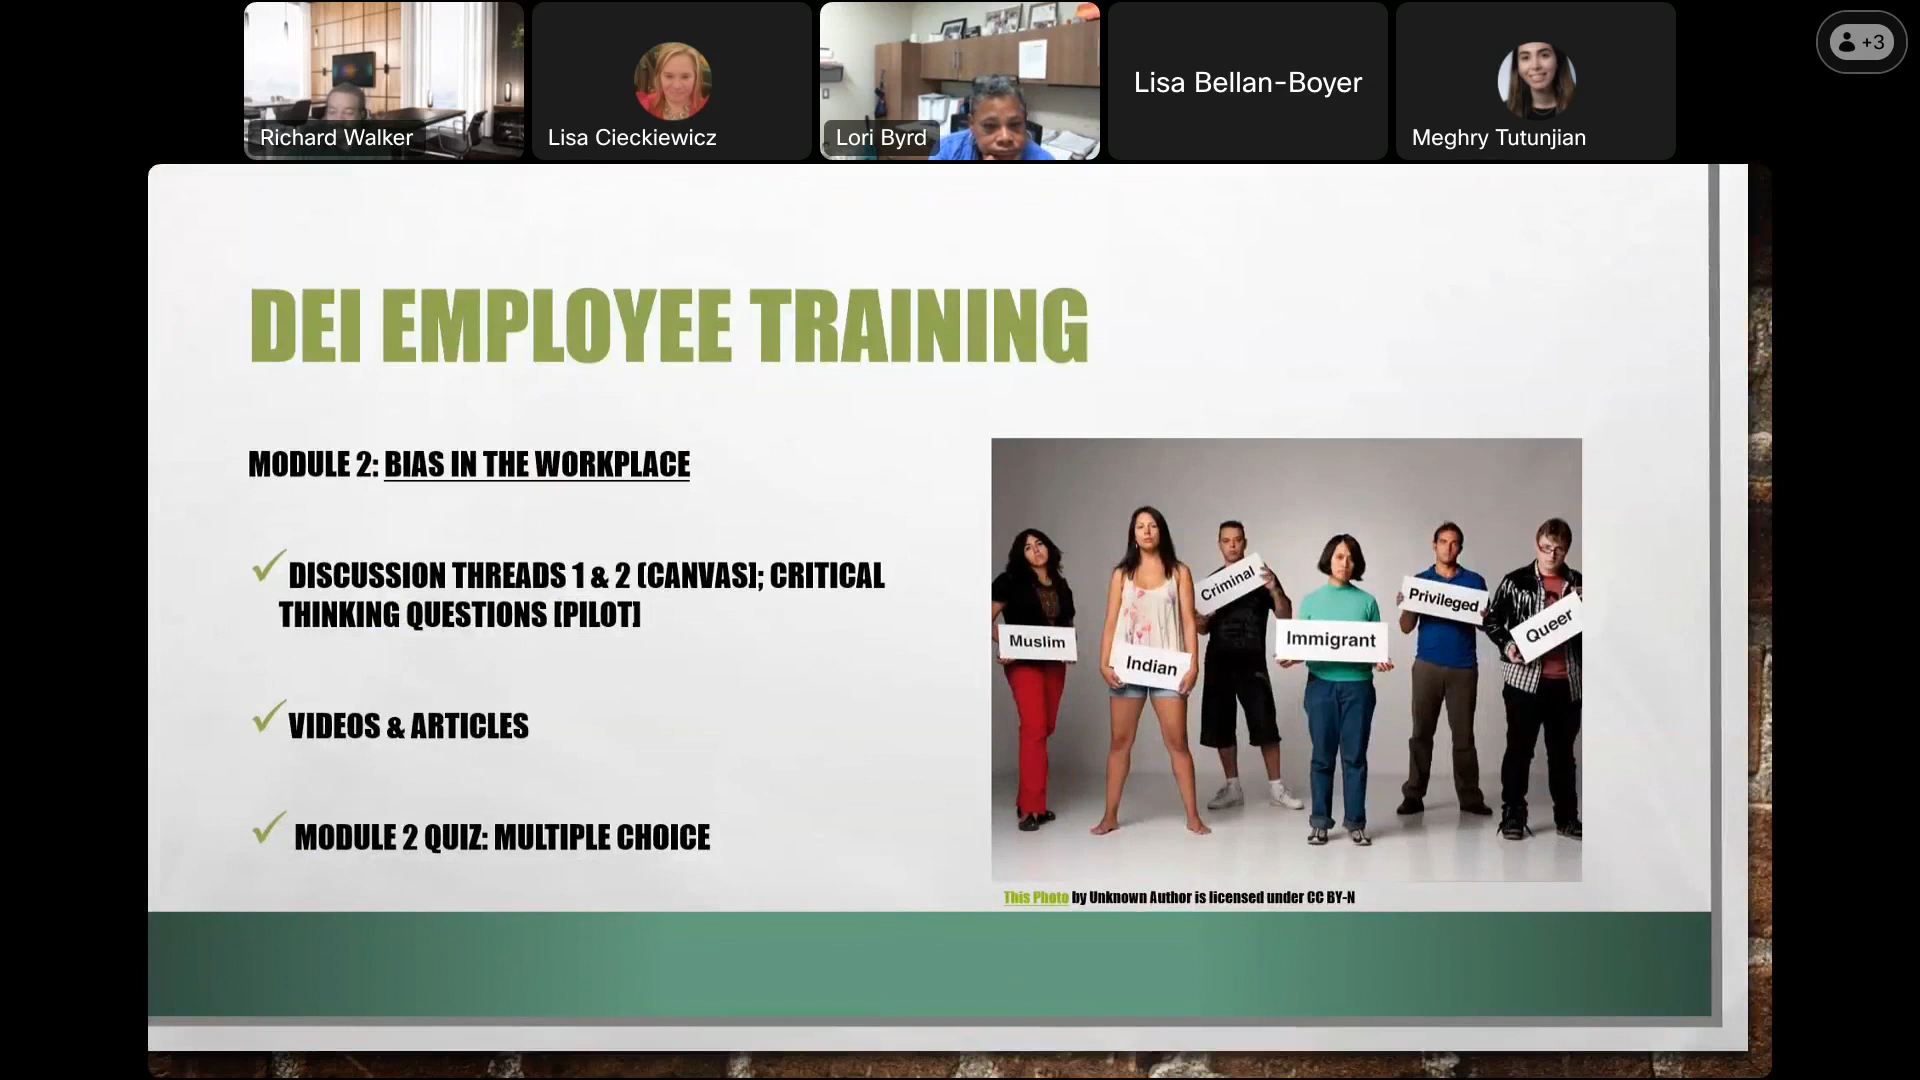 Richard Walker
Lisa Cieckiewicz
Lori Byrd
Lisa Bellan-Boyer
Meghry Tutunjian
+3
DEI EMPLOYEE TRAINING
MODULE 2: BIAS IN THE WORKPLACE
DISCUSSION THREADS 1 & 2 (CANVAS); CRITICAL
THINKING QUESTIONS [PILOT]
VIDEOS & ARTICLES
MODULE 2 QUIZ: MULTIPLE CHOICE
Muslim
Indian
Criminal
Immigrant
Privileged
Queer
This Photo by Unknown Author is licensed under CC BY-N